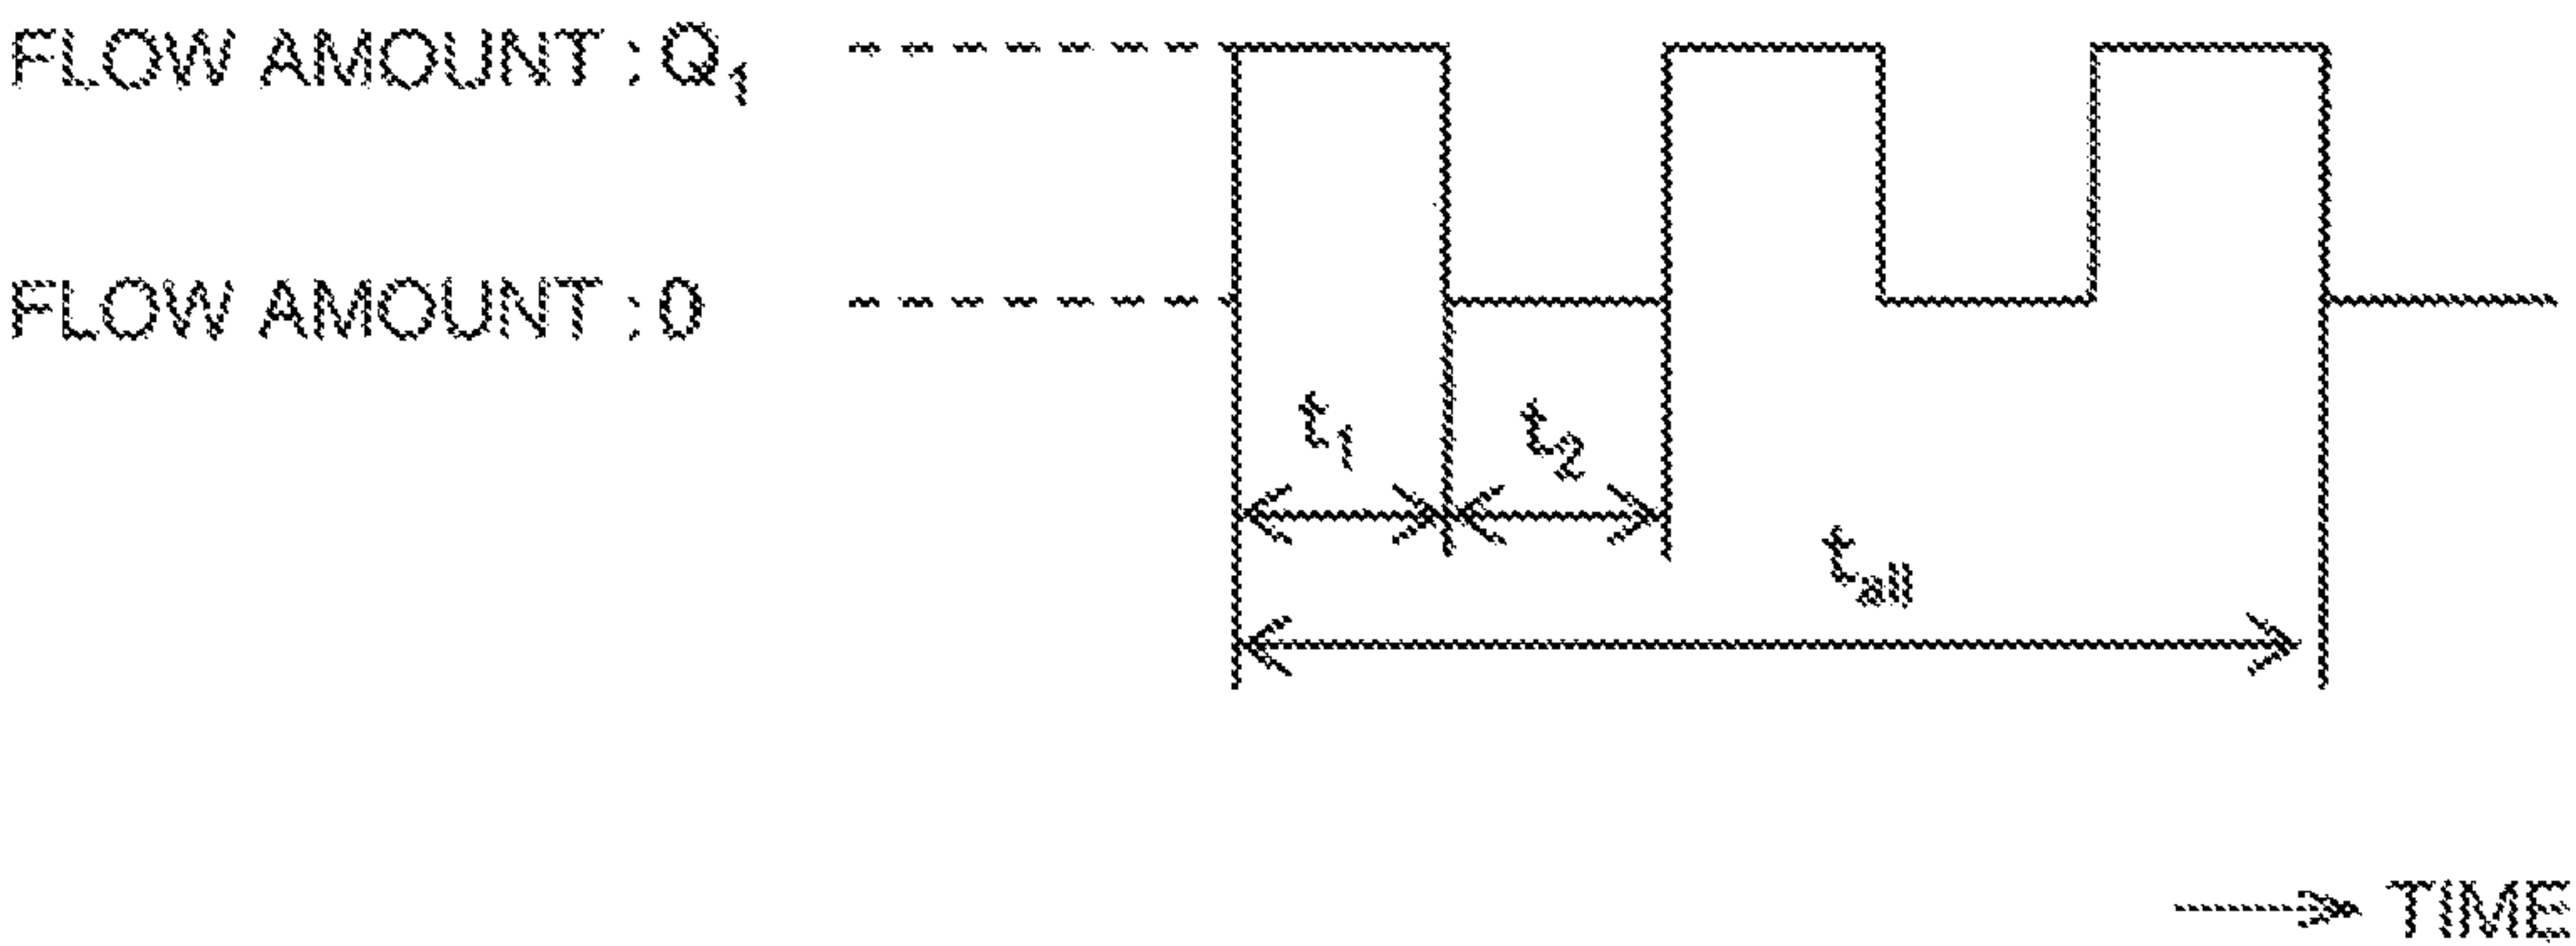 FLOW AMOUNT : Q₁
FLOW AMOUNT : 0
t₁ t₂
tₐₗₗ
TIME